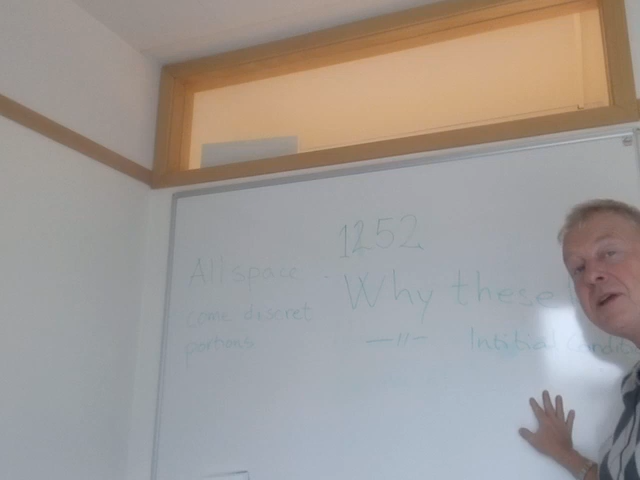 1252
All space
Why these
come discret
portions
—//— Intitial Conditi